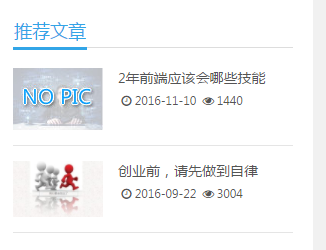 推荐文章
NO PIC
2年前端应该会哪些技能
2016-11-10 1440
创业前，请先做到自律
2016-09-22 3004